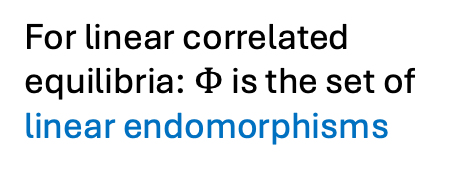 For linear correlated
equilibria: Φ is the set of
linear endomorphisms